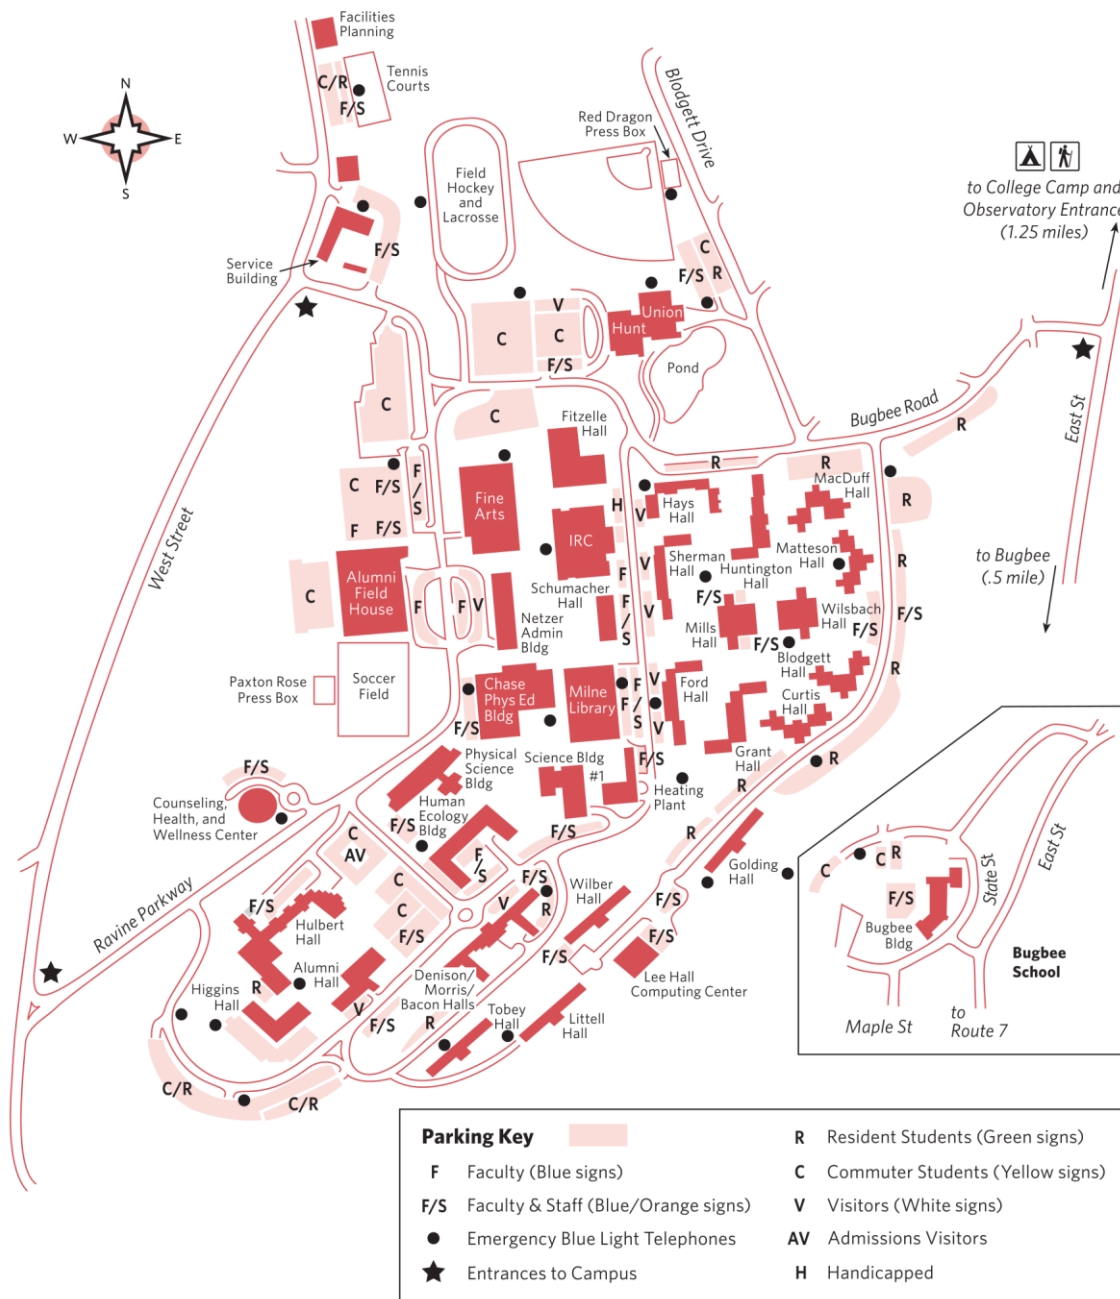 Facilities
Planning
C/R
F/S
Tennis
Courts
N
W
E
S
Blodgett Drive
Red Dragon
Press Box
Field
Hockey
and
Lacrosse
to College Camp and
Observatory Entrance
(1.25 miles)
F/S
Service
Building
C
F/S
R
V
C
C
F/S
Union
Hunt
Pond
C
C
Fitzelle
Hall
Bugbee Road
R
East St
West Street
R
R
MacDuff
Hall
C
F/S
F/S
F
F/S
Fine
Arts
H
V
Hays
Hall
R
IRC
Sherman
Hall
Huntington
Hall
Matteson
Hall
R
to Bugbee
(.5 mile)
Alumni
Field
House
C
F
F
V
Schumacher
Hall
F
V
F/S
V
F/S
Netzer
Admin
Bldg
Mills
Hall
F/S
Wilsbach
Hall
F/S
F/S
Blodgett
Hall
R
Paxton Rose
Press Box
Soccer
Field
Chase
Phys Ed
Bldg
F/S
Milne
Library
F/S
F/S
V
V
Ford
Hall
Curtis
Hall
Grant
Hall
R
R
F/S
Physical
Science
Bldg
Science Bldg
#1
F/S
Heating
Plant
Counseling,
Health, and
Wellness Center
Human
Ecology
Bldg
F/S
F/S
F/S
R
C
AV
C
C
F/S
F/S
V
R
Wilber
Hall
Golding
Hall
F/S
Ravine Parkway
F/S
Hulbert
Hall
Alumni
Hall
Higgins
Hall
R
V
F/S
Denison/
Morris/
Bacon Halls
R
F/S
F/S
Lee Hall
Computing Center
Tobey
Hall
Littell
Hall
C/R
C/R
C
C
R
F/S
Bugbee
Bldg
State St
East St
Bugbee
School
Maple St
to
Route 7
Parking Key
F Faculty (Blue signs)
F/S Faculty & Staff (Blue/Orange signs)
Emergency Blue Light Telephones
Entrances to Campus
R Resident Students (Green signs)
C Commuter Students (Yellow signs)
V Visitors (White signs)
AV Admissions Visitors
H Handicapped